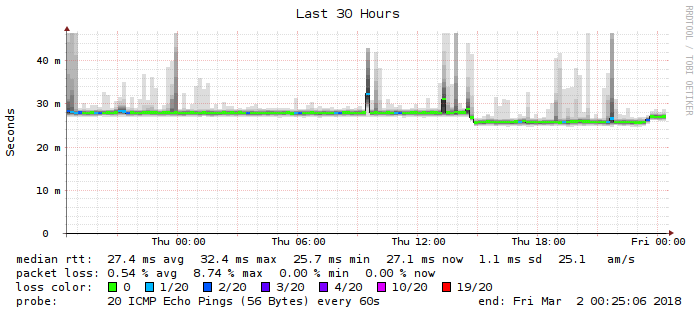 Last 30 Hours
RRDTOOL / TOBI OETIKER
Seconds
40 m
30 m
20 m
10 m
0
Thu 00:00 Thu 06:00 Thu 12:00 Thu 18:00 Fri 00:00
median rtt: 27.4 ms avg 32.4 ms max 25.7 ms min 27.1 ms now 1.1 ms sd 25.1 am/s
packet loss: 0.54 % avg 8.74 % max 0.00 % min 0.00 % now
loss color: 0 1/20 2/20 3/20 4/20 10/20 19/20
probe: 20 ICMP Echo Pings (56 Bytes) every 60s end: Fri Mar 2 00:25:06 2018